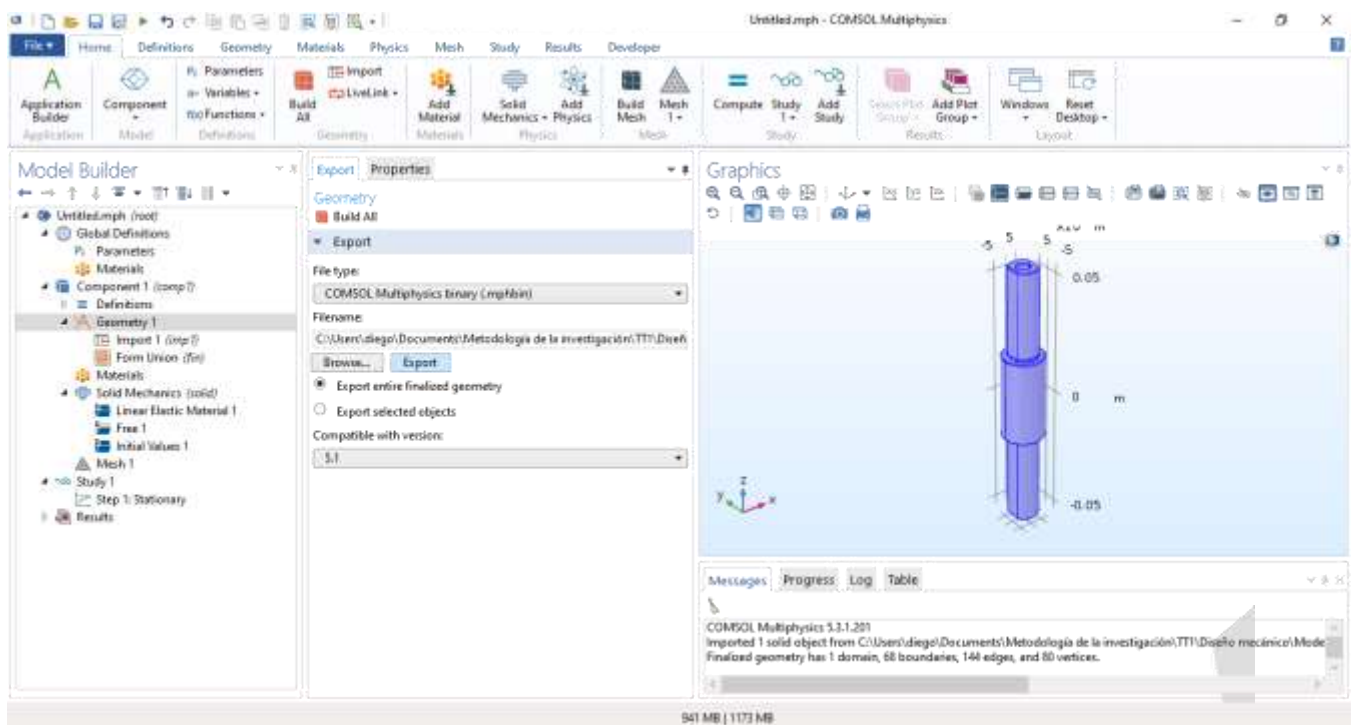 Untitled.mph - COMSOL Multiphysics
File Home Definitions Geometry Materials Physics Mesh Study Results Developer
Application Builder
Component
Pi Parameters
a= Variables
f(x) Functions
Build All
Import
LiveLink
Add Material
Solid Mechanics
Add Physics
Build Mesh
Mesh 1
Compute
Study 1
Add Study
Add Plot Group
Windows
Reset Desktop
Application Model Definitions Geometry Materials Physics Mesh Study Results Layout
Model Builder
Untitled.mph (root)
Global Definitions
Pi Parameters
Materials
Component 1 (comp1)
Definitions
Geometry 1
Import 1 (imp1)
Form Union (fin)
Materials
Solid Mechanics (solid)
Linear Elastic Material 1
Free 1
Initial Values 1
Mesh 1
Study 1
Step 1: Stationary
Results
Export Properties
Geometry
Build All
Export
File type:
COMSOL Multiphysics binary (.mphbin)
Filename:
C:\Users\diego\Documents\Metodología de la investigación\TT1\Diseñ
Browse... Export
Export entire finalized geometry
Export selected objects
Compatible with version:
5.1
Graphics
-5 5 5 -5
0.05
0 m
-0.05
z
y x
Messages Progress Log Table
COMSOL Multiphysics 5.3.1.201
Imported 1 solid object from C:\Users\diego\Documents\Metodología de la investigación\TT1\Diseño mecánico\Mode
Finalized geometry has 1 domain, 68 boundaries, 144 edges, and 80 vertices.
941 MB | 1173 MB